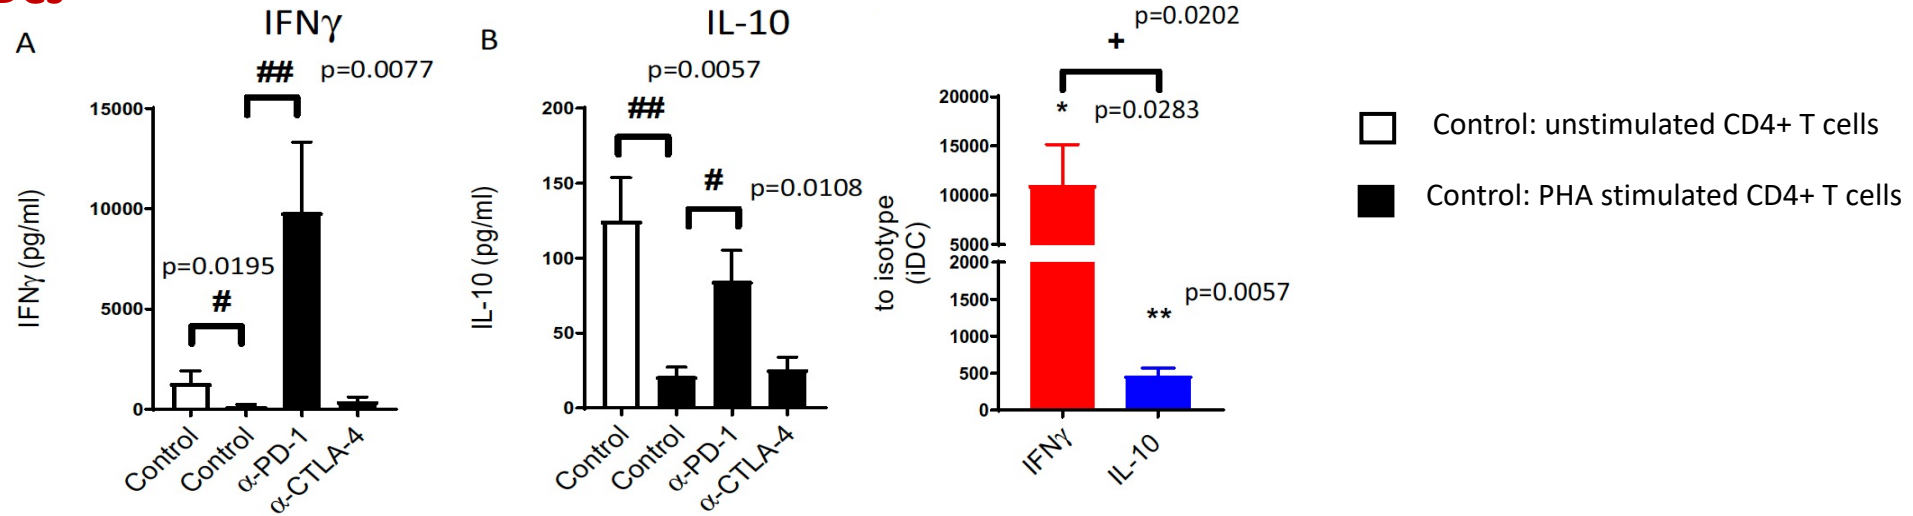 DCs
A
IFNγ
## p=0.0077
15000
10000
5000
0
IFNγ (pg/ml)
p=0.0195
#
Control
Control
α-PD-1
α-CTLA-4
B
IL-10
p=0.0057
##
200
150
100
50
0
IL-10 (pg/ml)
# p=0.0108
Control
Control
α-PD-1
α-CTLA-4
p=0.0202
+
* p=0.0283
20000
15000
10000
5000
2000
1500
1000
500
0
to isotype
(iDC)
p=0.0057
**
IFNγ
IL-10
Control: unstimulated CD4+ T cells
Control: PHA stimulated CD4+ T cells